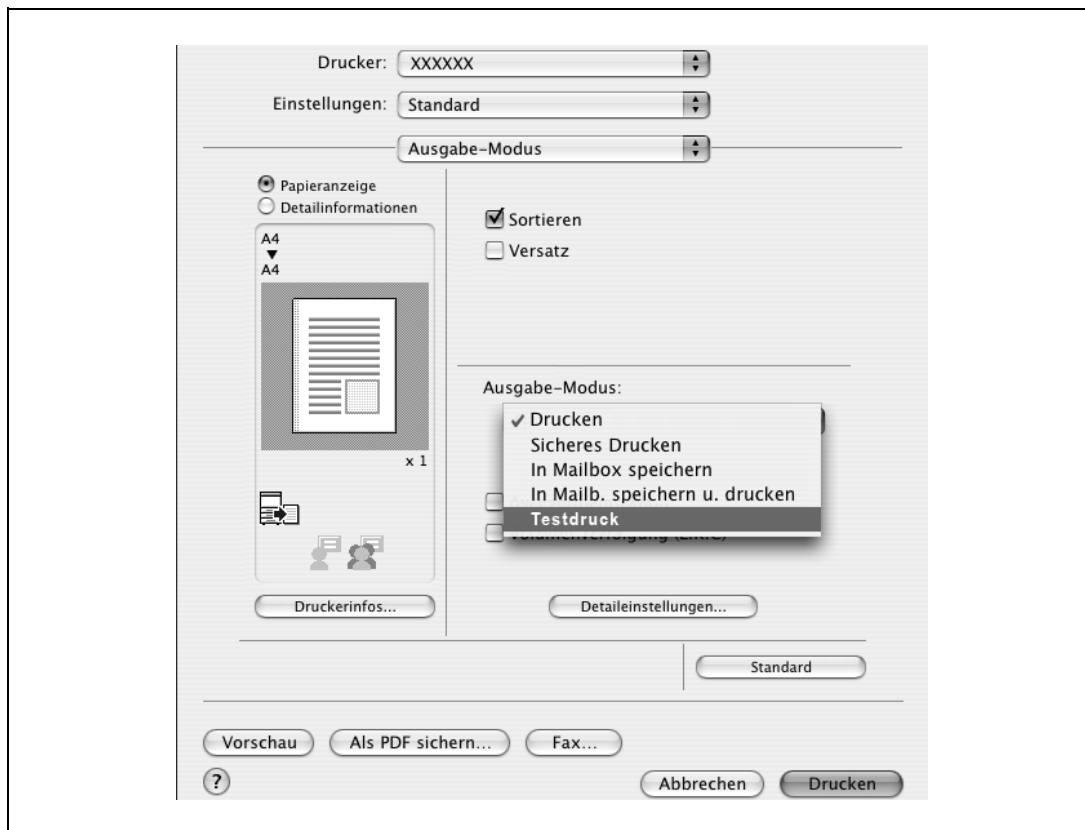 Drucker: XXXXXX
Einstellungen: Standard
Ausgabe-Modus
Papieranzeige
Detailinformationen
A4
A4
x 1
Druckerinfos...
Sortieren
Versatz
Ausgabe-Modus:
Drucken
Sicheres Drucken
In Mailbox speichern
In Mailb. speichern u. drucken
Testdruck
Detaileinstellungen...
Standard
Vorschau
Als PDF sichern...
Fax...
?
Abbrechen
Drucken